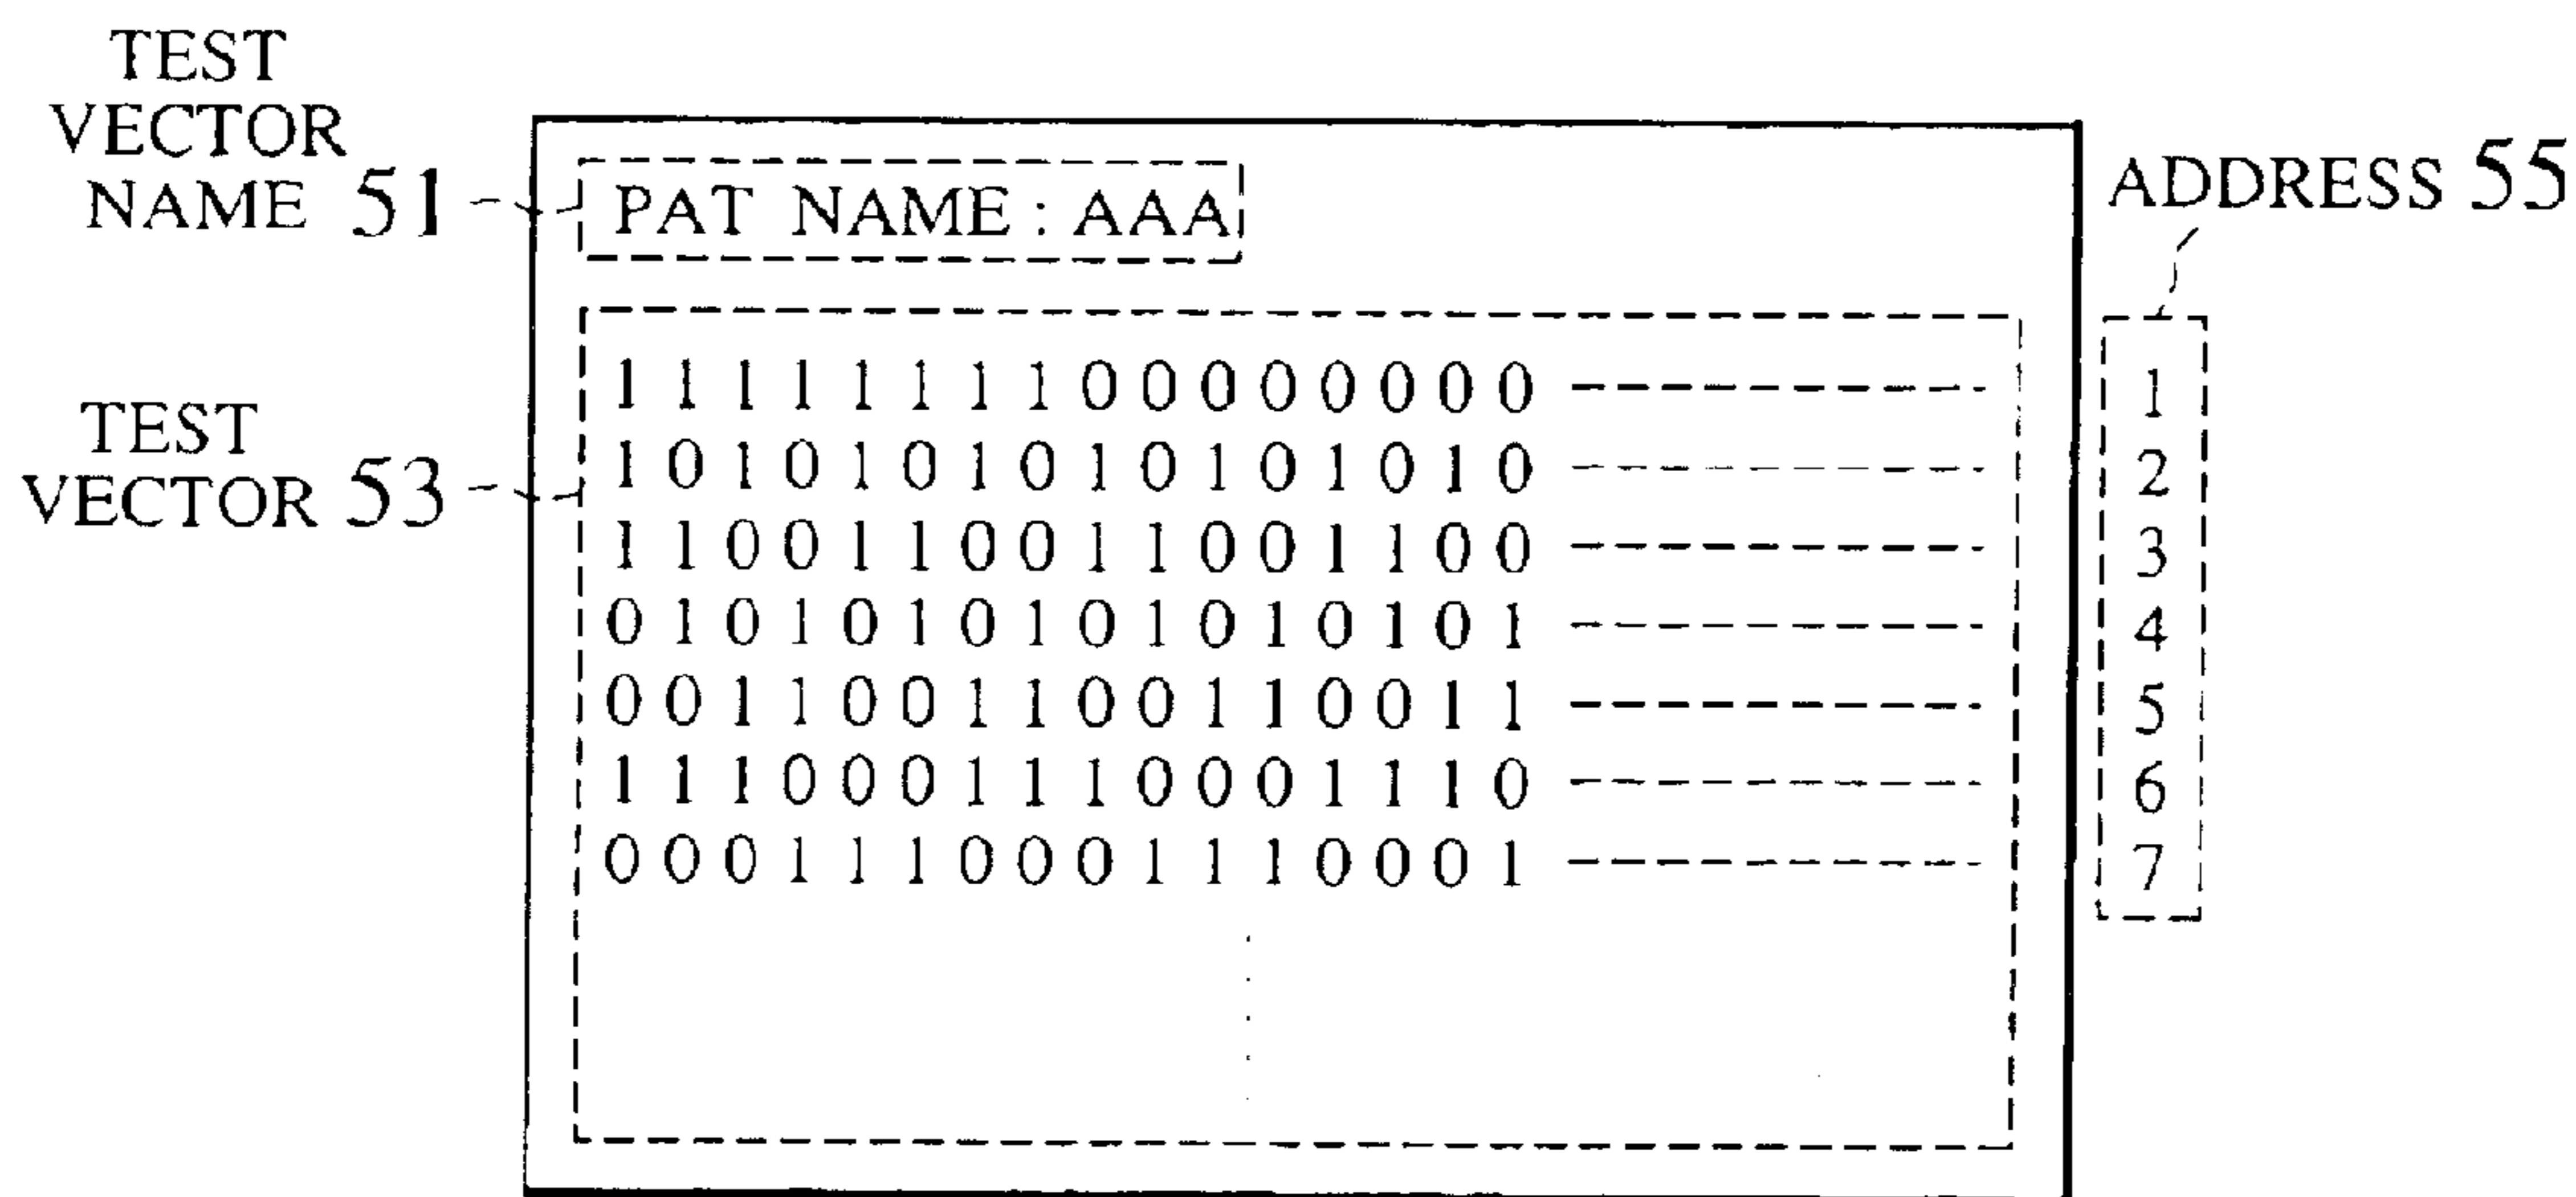 TEST
VECTOR
NAME 51
PAT NAME : AAA
ADDRESS 55
TEST
VECTOR 53
1 1 1 1 1 1 1 1 0 0 0 0 0 0 0 0 1
1 0 1 0 1 0 1 0 1 0 1 0 1 0 1 0 2
1 1 0 0 1 1 0 0 1 1 0 0 1 1 0 0 3
0 1 0 1 0 1 0 1 0 1 0 1 0 1 0 1 4
0 0 1 1 0 0 1 1 0 0 1 1 0 0 1 1 5
1 1 1 0 0 0 1 1 1 0 0 0 1 1 1 0 6
0 0 0 1 1 1 0 0 0 1 1 1 0 0 0 1 7